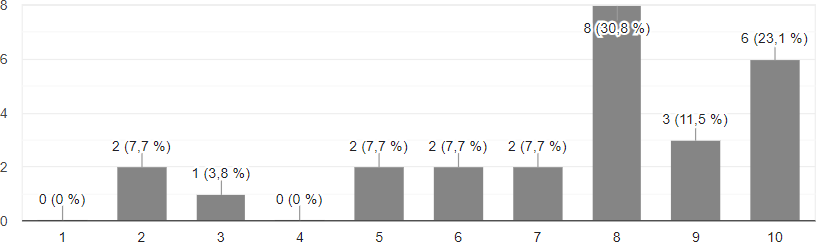 8
8 (30,8 %)
6 (23,1 %)
6
3 (11,5 %)
4
2 (7,7 %)
2 (7,7 %)
2 (7,7 %)
2 (7,7 %)
1 (3,8 %)
2
0 (0 %)
0 (0 %)
0
1 2 3 4 5 6 7 8 9 10